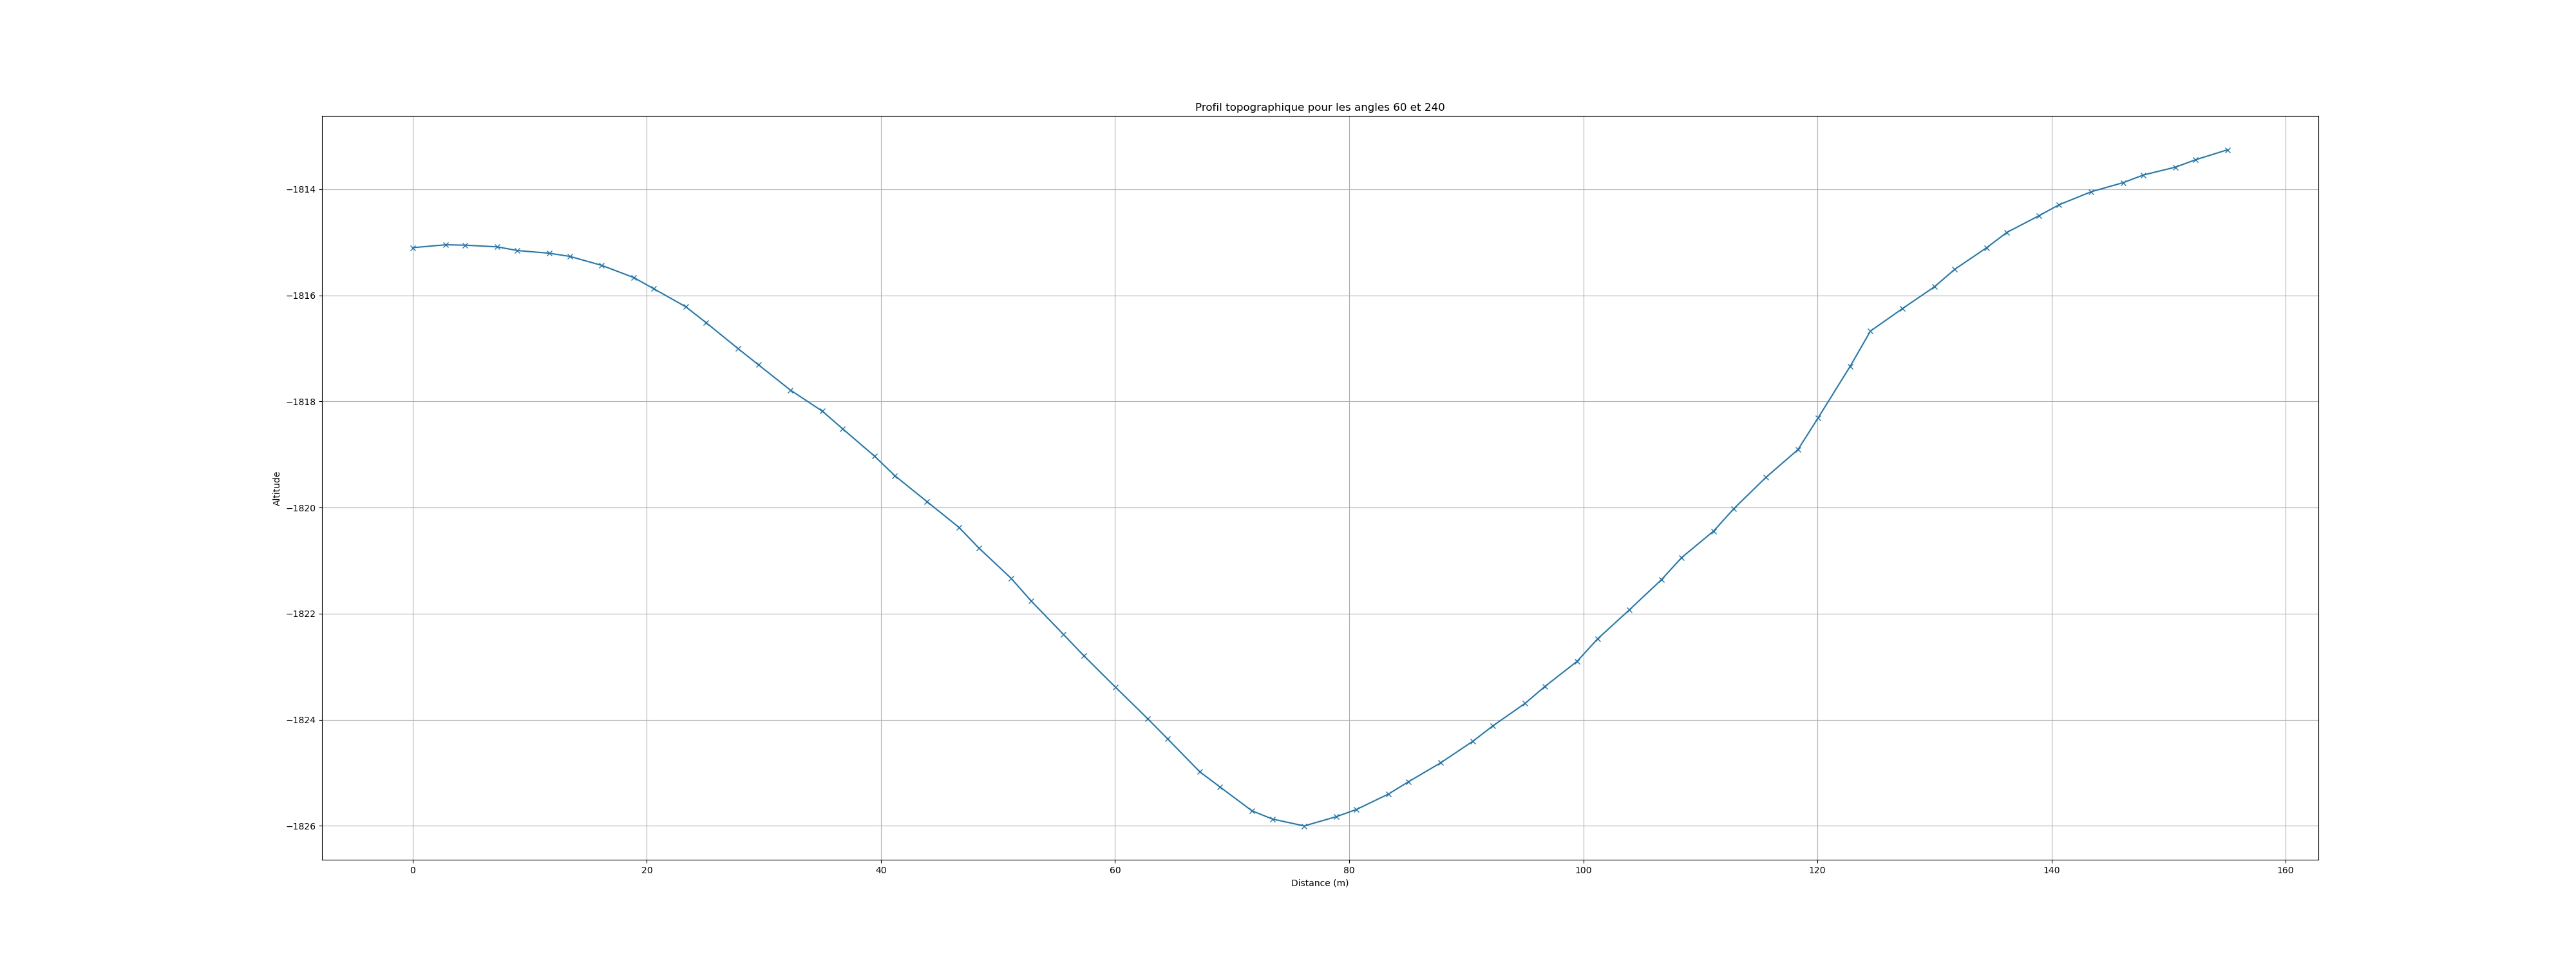 Profil topographique pour les angles 60 et 240
Altitude
−1814
−1816
−1818
−1820
−1822
−1824
−1826
0 20 40 60 80 100 120 140 160
Distance (m)